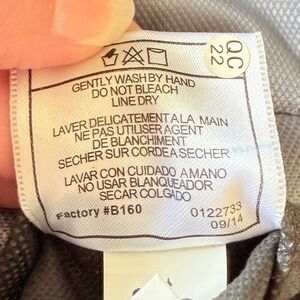 QC
22
GENTLY WASH BY HAND
DO NOT BLEACH
LINE DRY
LAVER DELICATEMENT A LA MAIN
NE PAS UTILISER AGENT
DE BLANCHIMENT
SECHER SUR CORDE A SECHER
LAVAR CON CUIDADO A MANO
NO USAR BLANQUEADOR
SECAR COLGADO
Factory #B160 0122733
09/14